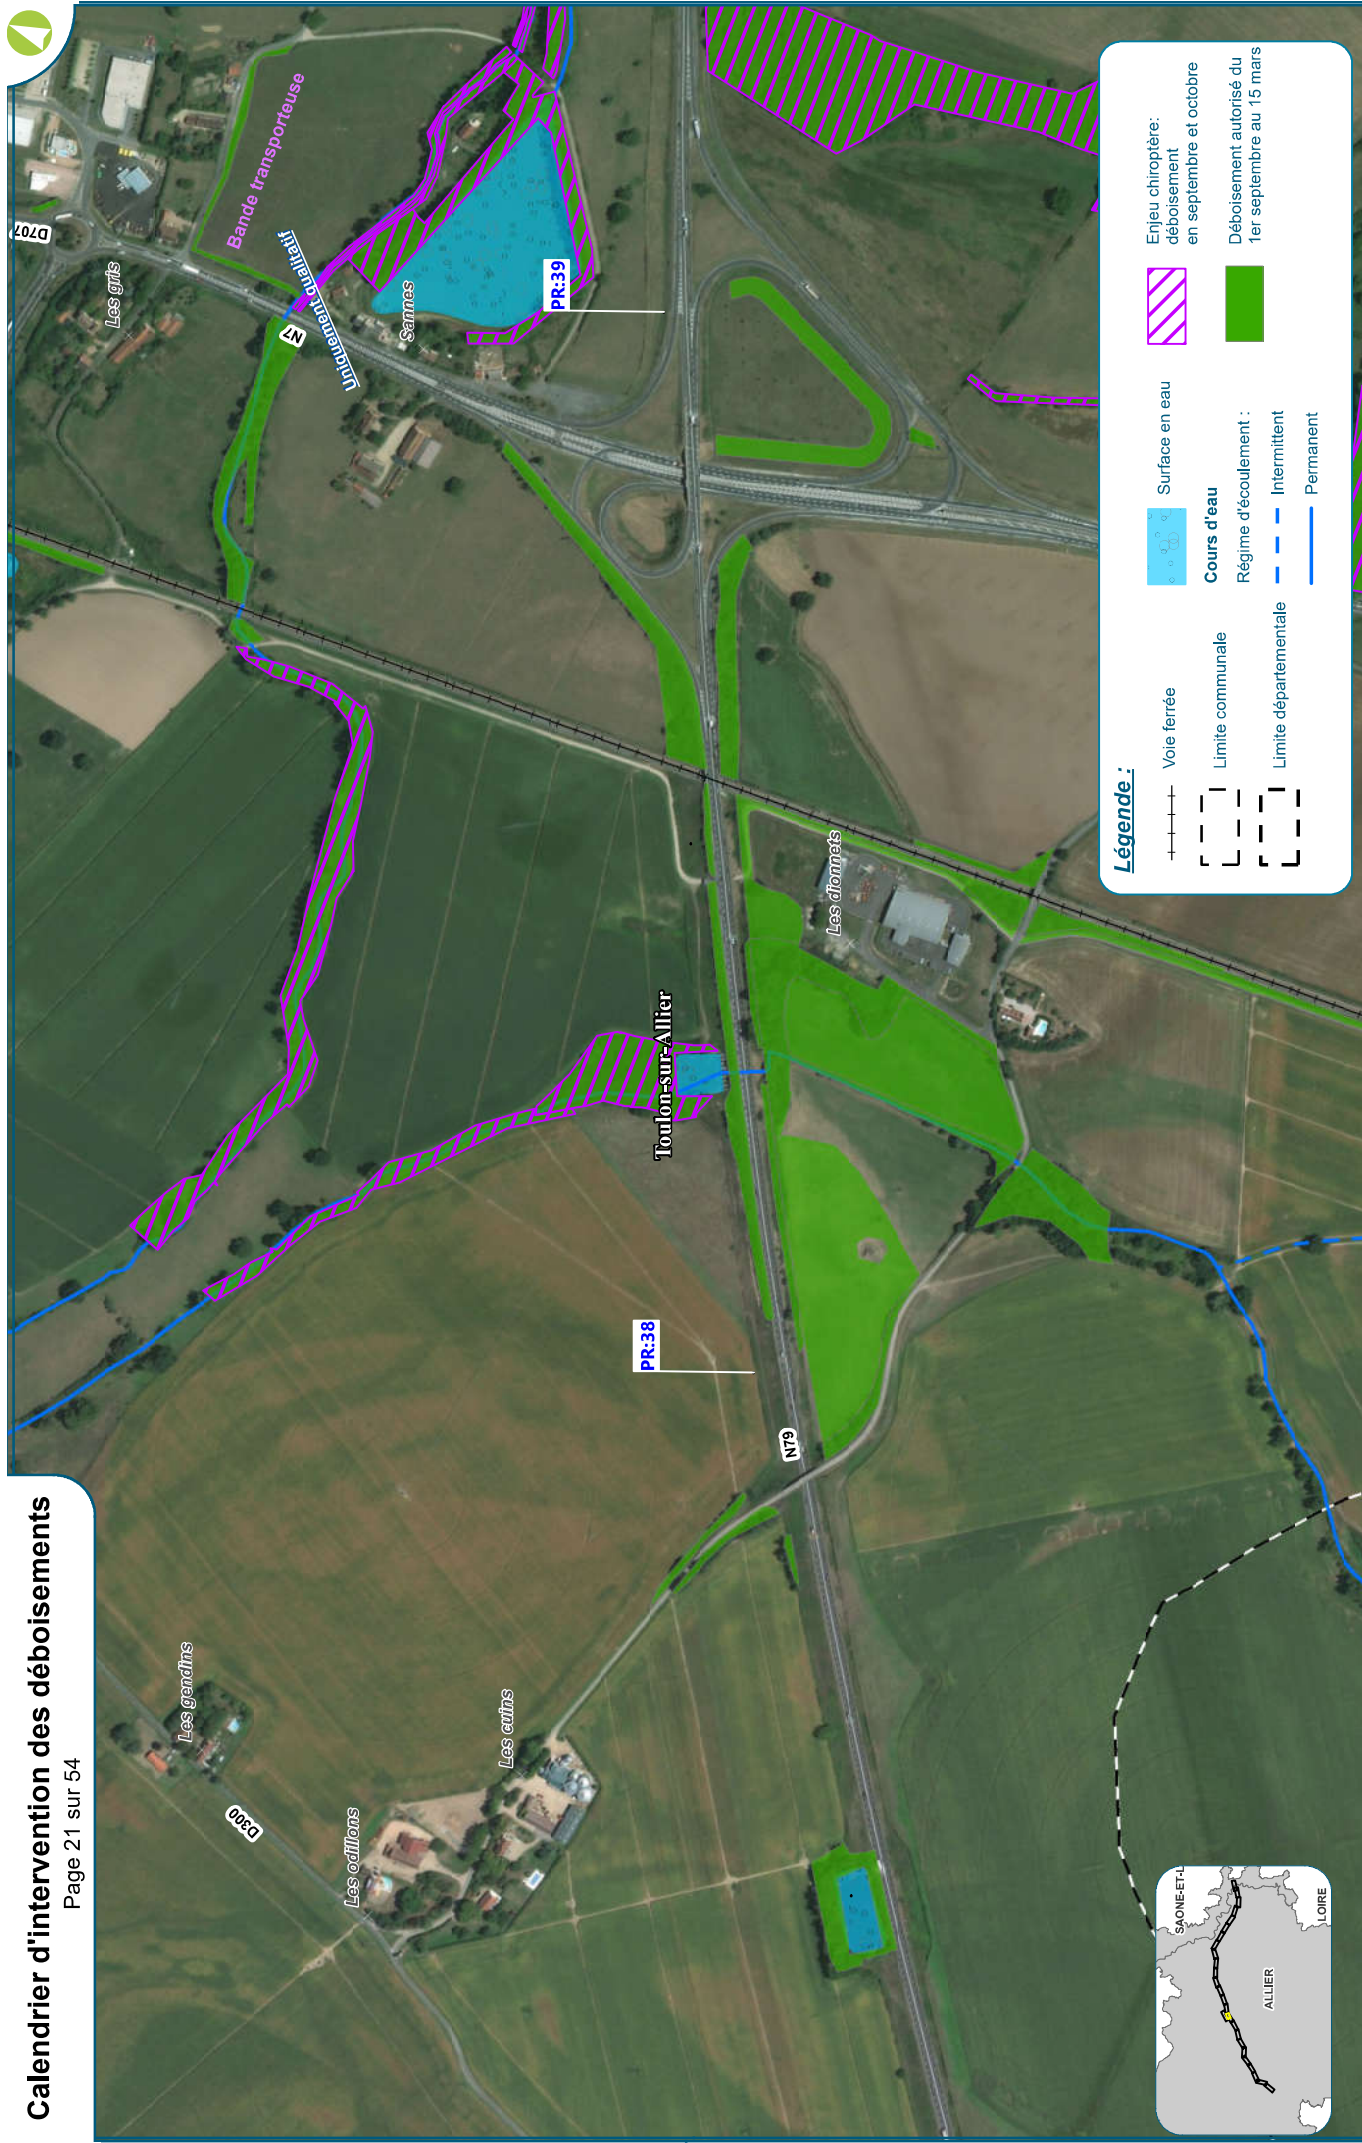 Calendrier d'intervention des déboisements
Page 21 sur 54
Les gendins
D300
Les odillons
Les cuins
PR:38
N79
Toulon-sur-Allier
Les dionnets
Les gris
D707
Bande transporteuse
N7
Uniquement qualitatif
Sannes
PR:39
Légende :
Voie ferrée
Limite communale
Limite départementale
Surface en eau
Cours d'eau
Régime d'écoulement :
Intermittent
Permanent
Enjeu chiroptère:
déboisement
en septembre et octobre
Déboisement autorisé du
1er septembre au 15 mars
SAONE-ET-L
ALLIER
LOIRE